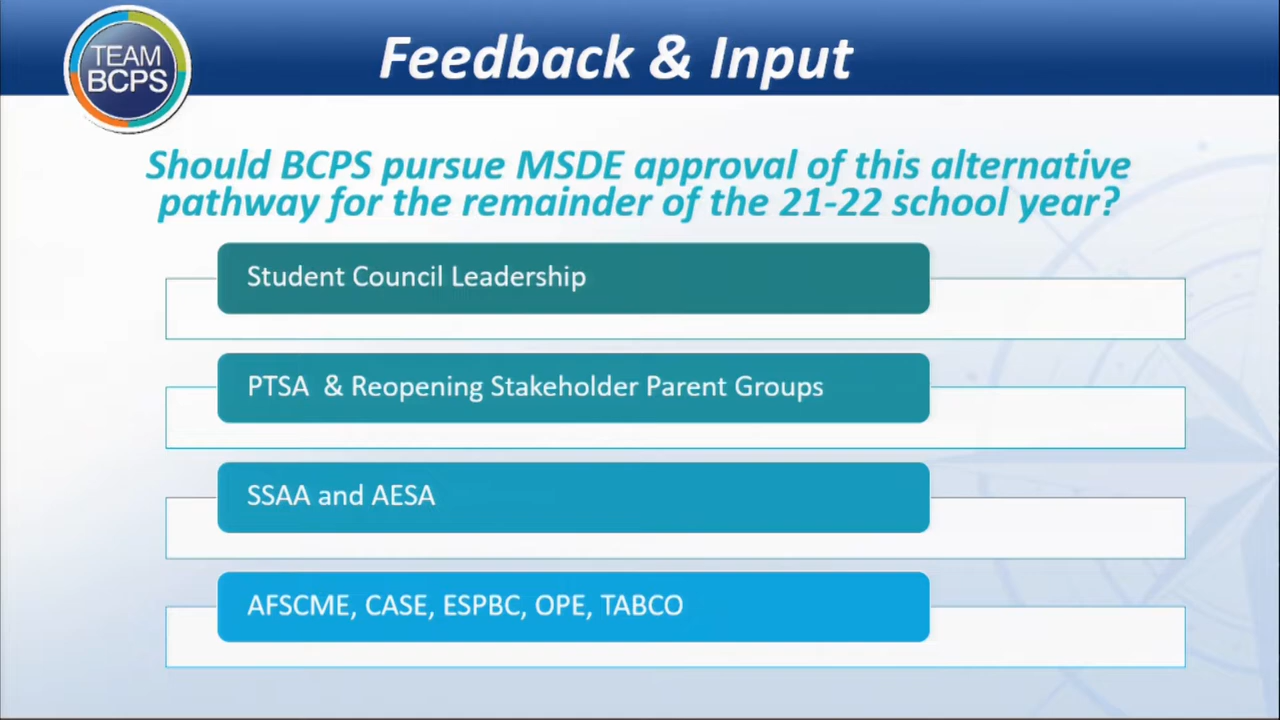 TEAM
BCPS
Feedback & Input
Should BCPS pursue MSDE approval of this alternative
pathway for the remainder of the 21-22 school year?
Student Council Leadership
PTSA & Reopening Stakeholder Parent Groups
SSAA and AESA
AFSCME, CASE, ESPBC, OPE, TABCO